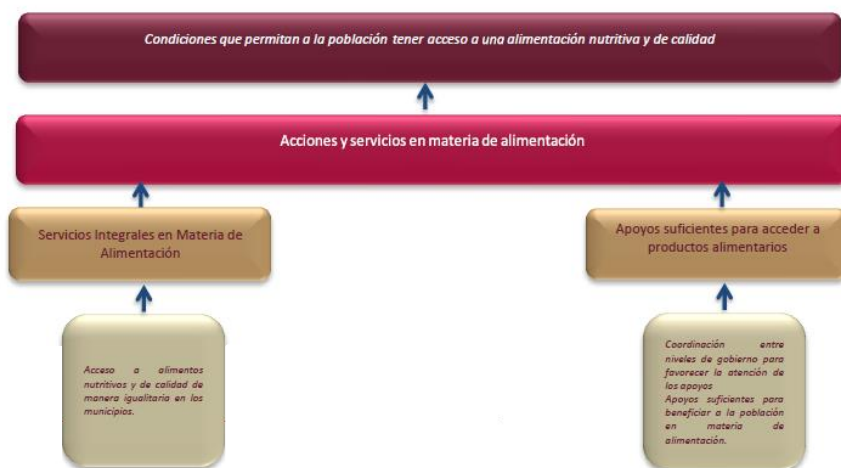 Condiciones que permitan a la población tener acceso a una alimentación nutritiva y de calidad
Acciones y servicios en materia de alimentación
Servicios Integrales en Materia de
Alimentación
Apoyos suficientes para acceder a
productos alimentarios
Acceso a alimentos
nutritivos y de calidad de
manera igualitaria en los
municipios.
Coordinación entre
niveles de gobierno para
favorecer la atención de
los apoyos
Apoyos suficientes para
beneficiar a la población
en materia de
alimentación.